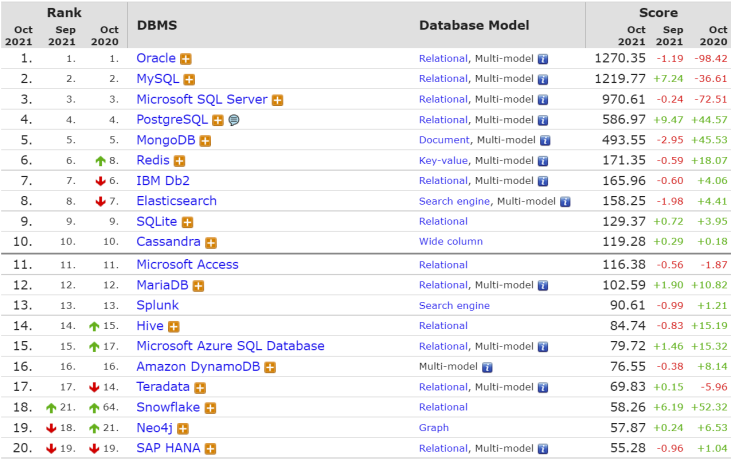 Rank Score
Oct 2021 Sep 2021 Oct 2020 DBMS Database Model Oct 2021 Sep 2021 Oct 2020
1. 1. 1. Oracle Relational, Multi-model 1270.35 -1.19 -98.42
2. 2. 2. MySQL Relational, Multi-model 1219.77 +7.24 -36.61
3. 3. 3. Microsoft SQL Server Relational, Multi-model 970.61 -0.24 -72.51
4. 4. 4. PostgreSQL Relational, Multi-model 586.97 +9.47 +44.57
5. 5. 5. MongoDB Document, Multi-model 493.55 -2.95 +45.53
6. 6. 8. Redis Key-value, Multi-model 171.35 -0.59 +18.07
7. 7. 6. IBM Db2 Relational, Multi-model 165.96 -0.60 +4.06
8. 8. 7. Elasticsearch Search engine, Multi-model 158.25 -1.98 +4.41
9. 9. 9. SQLite Relational 129.37 +0.72 +3.95
10. 10. 10. Cassandra Wide column 119.28 +0.29 +0.18
11. 11. 11. Microsoft Access Relational 116.38 -0.56 -1.87
12. 12. 12. MariaDB Relational, Multi-model 102.59 +1.90 +10.82
13. 13. 13. Splunk Search engine 90.61 -0.99 +1.21
14. 14. 15. Hive Relational 84.74 -0.83 +15.19
15. 15. 17. Microsoft Azure SQL Database Relational, Multi-model 79.72 +1.46 +15.32
16. 16. 16. Amazon DynamoDB Multi-model 76.55 -0.38 +8.14
17. 17. 14. Teradata Relational, Multi-model 69.83 +0.15 -5.96
18. 21. 64. Snowflake Relational 58.26 +6.19 +52.32
19. 18. 21. Neo4j Graph 57.87 +0.24 +6.53
20. 19. 19. SAP HANA Relational, Multi-model 55.28 -0.96 +1.04